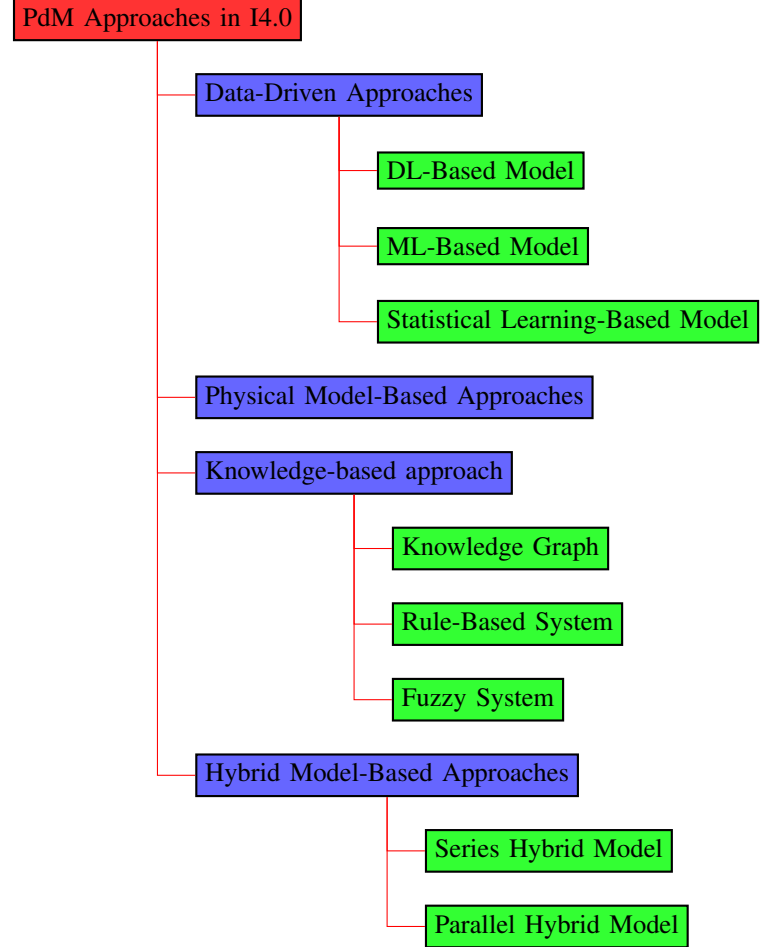 PdM Approaches in I4.0
Data-Driven Approaches
DL-Based Model
ML-Based Model
Statistical Learning-Based Model
Physical Model-Based Approaches
Knowledge-based approach
Knowledge Graph
Rule-Based System
Fuzzy System
Hybrid Model-Based Approaches
Series Hybrid Model
Parallel Hybrid Model